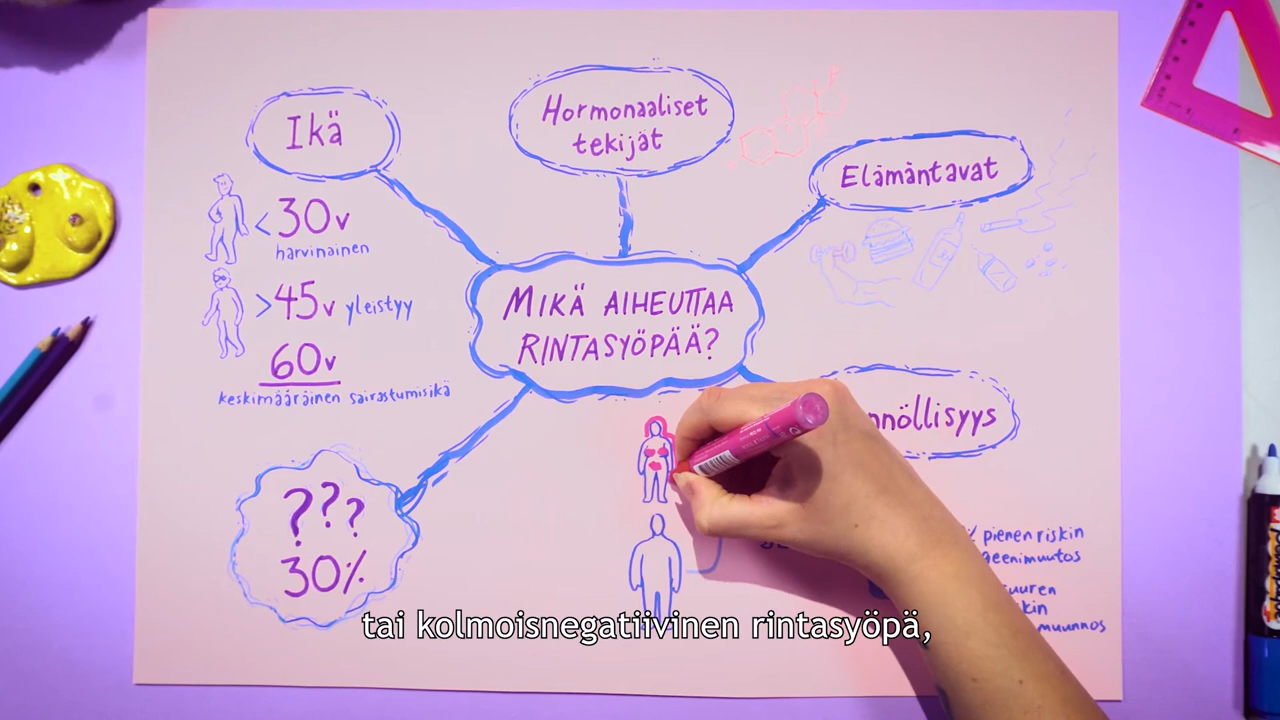 Ikä
<30v
harvinainen
>45v yleistyy
60v
keskimääräinen sairastumisikä
Hormonaaliset
tekijät
Elämäntavat
MIKÄ AIHEUTTAA
RINTASYÖPÄÄ?
nnöllisyys
???
30%
% pienen riskin
geenimuutos
tai kolmoisnegatiivinen rintasyöpä,